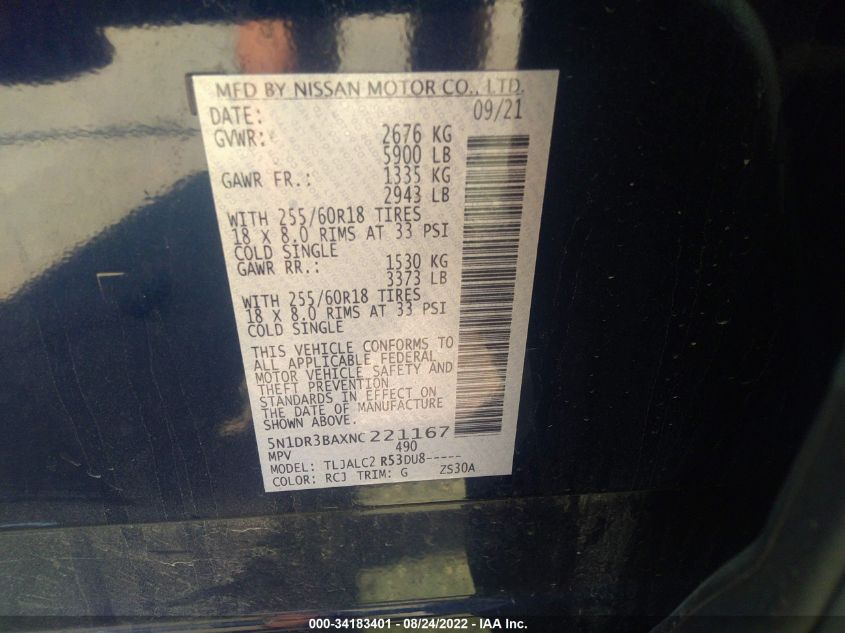 MFD BY NISSAN MOTOR CO., LTD.
DATE: 09/21
GVWR: 2676 KG
5900 LB
GAWR FR.: 1335 KG
2943 LB
WITH 255/60R18 TIRES
18 X 8.0 RIMS AT 33 PSI
COLD SINGLE
GAWR RR.: 1530 KG
3373 LB
WITH 255/60R18 TIRES
18 X 8.0 RIMS AT 33 PSI
COLD SINGLE
THIS VEHICLE CONFORMS TO
ALL APPLICABLE FEDERAL
MOTOR VEHICLE SAFETY AND
THEFT PREVENTION
STANDARDS IN EFFECT ON
THE DATE OF MANUFACTURE
SHOWN ABOVE.
5N1DR3BAXNC221167
MPV 490
MODEL: TLJALC2 R53DU8-----
COLOR: RCJ TRIM: G ZS30A
000-34183401 - 08/24/2022 - IAA Inc.